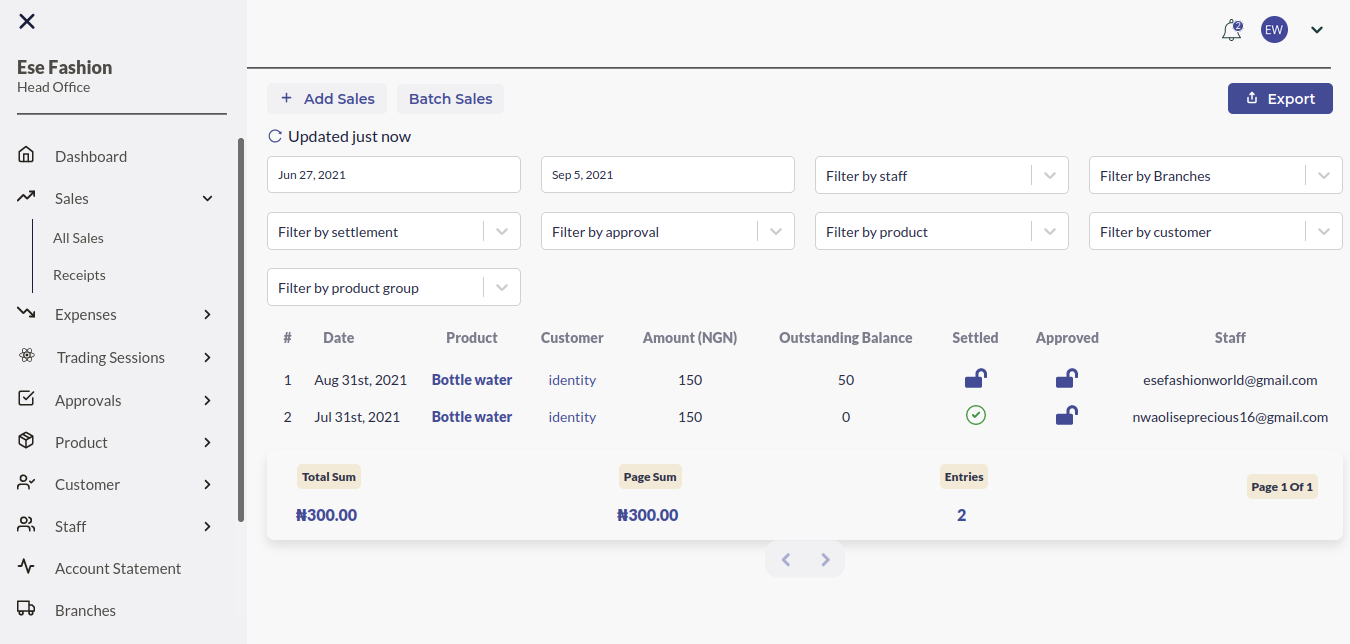 Ese Fashion
Head Office
Dashboard
Sales
All Sales
Receipts
Expenses
Trading Sessions
Approvals
Product
Customer
Staff
Account Statement
Branches
2
EW
+ Add Sales Batch Sales Export
Updated just now
Jun 27, 2021 Sep 5, 2021 Filter by staff Filter by Branches
Filter by settlement Filter by approval Filter by product Filter by customer
Filter by product group
# Date Product Customer Amount (NGN) Outstanding Balance Settled Approved Staff
1 Aug 31st, 2021 Bottle water identity 150 50 esefashionworld@gmail.com
2 Jul 31st, 2021 Bottle water identity 150 0 nwaoliseprecious16@gmail.com
Total Sum Page Sum Entries Page 1 Of 1
₦300.00 ₦300.00 2